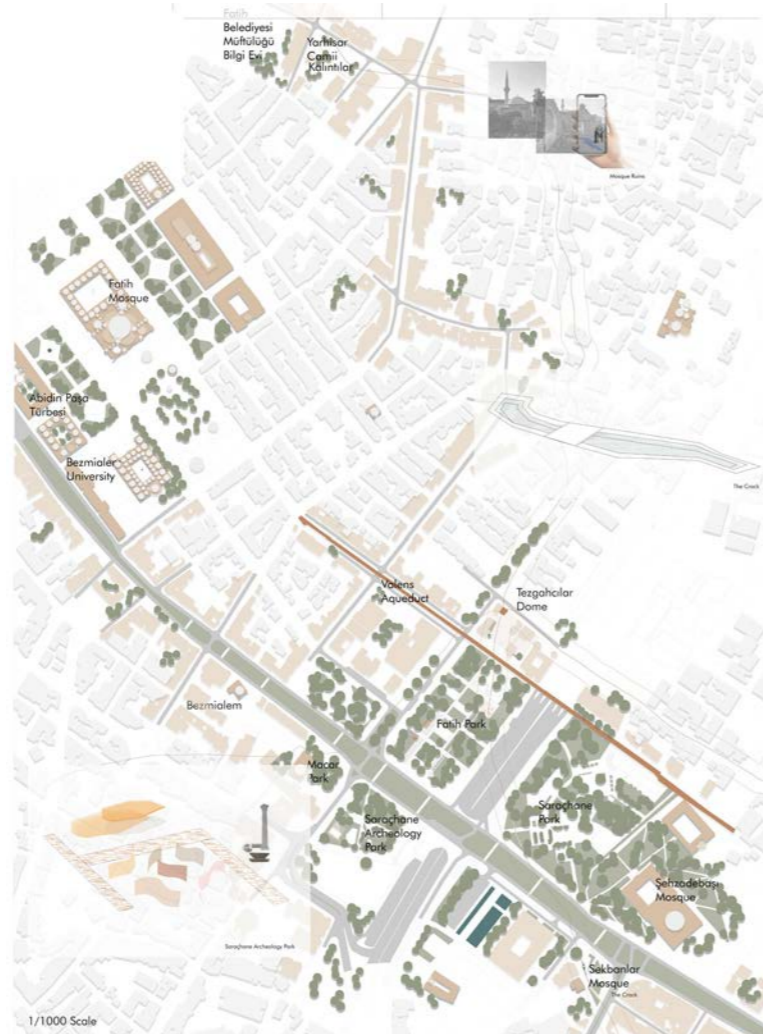 Fatih
Belediyesi
Müftülüğü
Bilgi Evi
Yarhisar
Camii
Kalıntılar
Mosque Ruins
Fatih
Mosque
Abidin Paşa
Türbesi
Bezmialer
University
The Crack
Valens
Aqueduct
Tezgahcılar
Dome
Bezmialem
Fatih Park
Macar
Park
Saraçhane
Archeology
Park
Saraçhane
Park
Şehzadebaşı
Mosque
Saraçhane Archeology Park
Sekbanlar
Mosque
The Crack
1/1000 Scale